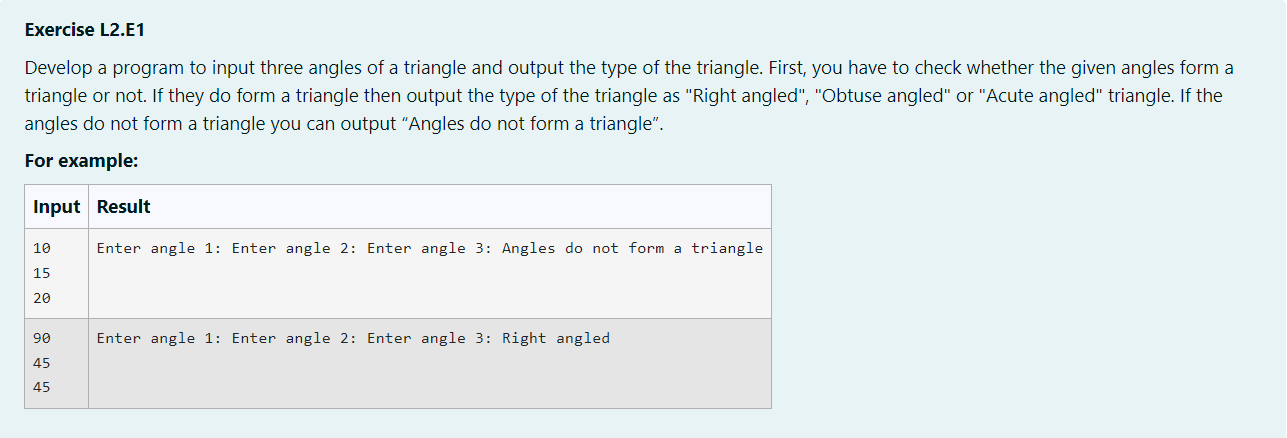 Exercise L2.E1
Develop a program to input three angles of a triangle and output the type of the triangle. First, you have to check whether the given angles form a
triangle or not. If they do form a triangle then output the type of the triangle as "Right angled", "Obtuse angled" or "Acute angled" triangle. If the
angles do not form a triangle you can output “Angles do not form a triangle”.
For example:
Input Result
10 Enter angle 1: Enter angle 2: Enter angle 3: Angles do not form a triangle
15
20
90 Enter angle 1: Enter angle 2: Enter angle 3: Right angled
45
45